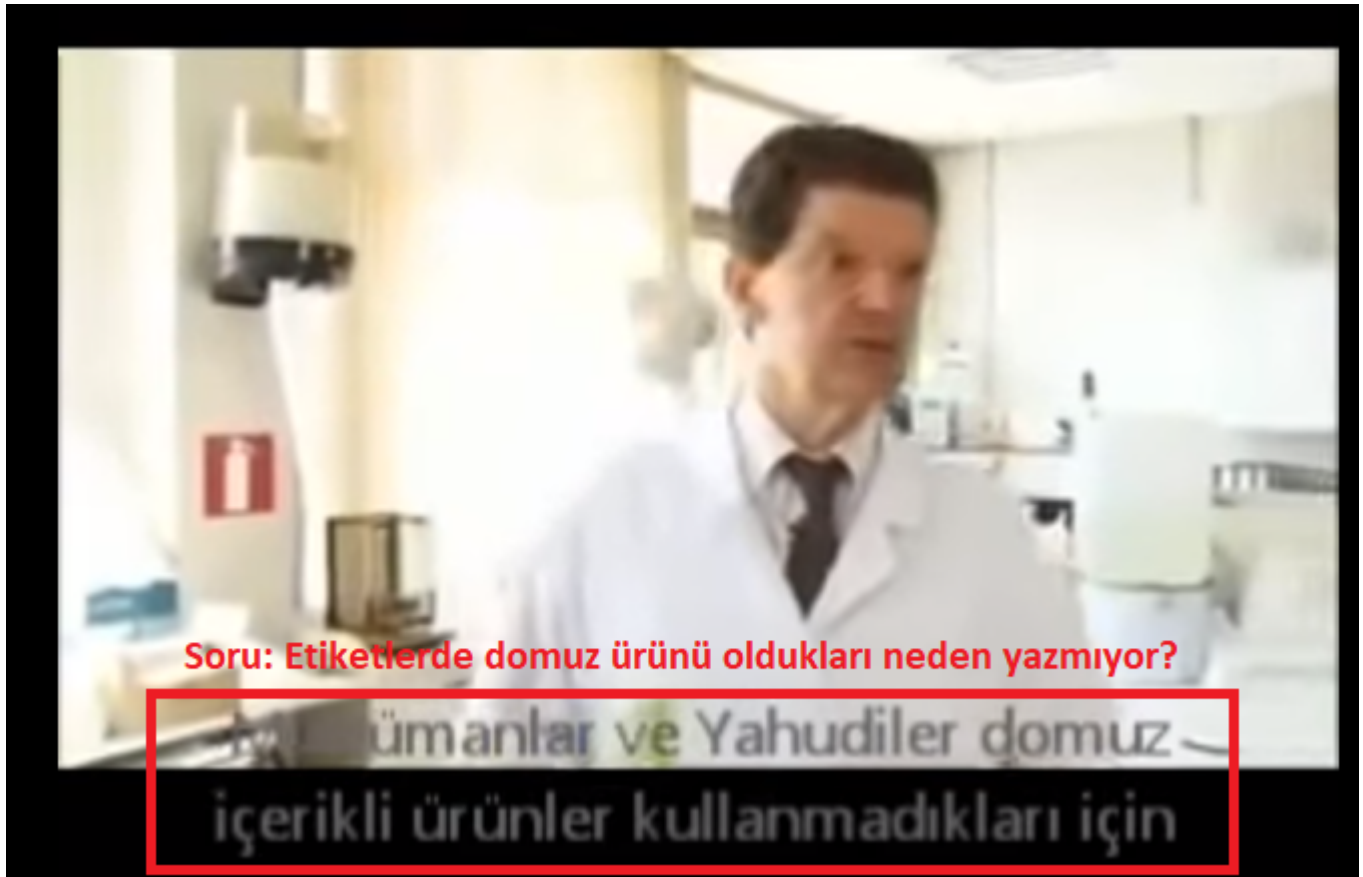 Soru: Etiketlerde domuz ürünü oldukları neden yazmıyor?
ve Yahudiler domuz
içerikli ürünler kullanmadıkları için